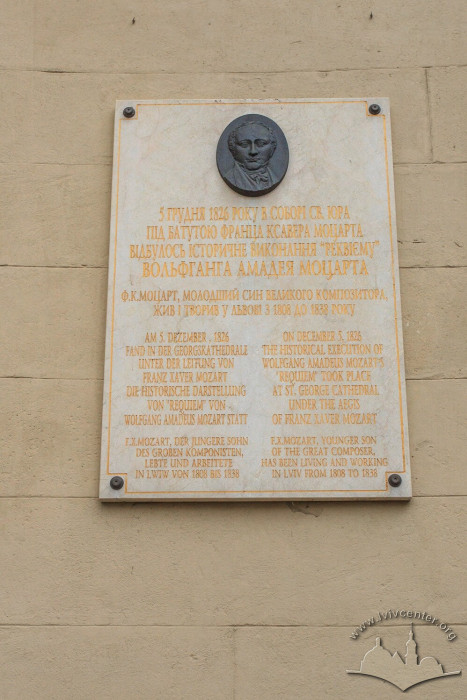 5 ГРУДНЯ 1826 РОКУ В СОБОРІ СВ. ЮРА
ПІД БАТУТОЮ ФРАНЦА КСАВЕРА МОЦАРТА
ВІДБУЛОСЬ ІСТОРИЧНЕ ВИКОНАННЯ "РЕКВІЄМУ"
ВОЛЬФГАНГА АМАДЕЯ МОЦАРТА
Ф.К.МОЦАРТ, МОЛОДШИЙ СИН ВЕЛИКОГО КОМПОЗИТОРА,
ЖИВ І ТВОРИВ У ЛЬВОВІ З 1808 ДО 1838 РОКУ.
AM 5. DEZEMBER , 1826
FAND IN DER GEORGSKATHEDRALE
UNTER DER LEITUNG VON
FRANZ XAVER MOZART
DIE HISTORISCHE DARSTELLUNG
VON "REQUIEM" VON
WOLFGANG AMADEUS MOZART STATT
F.X.MOZART, DER JUNGERE SOHN
DES GROßEN KOMPONISTEN,
LEBTE UND ARBEITETE
IN LWIW VON 1808 BIS 1838
ON DECEMBER 5, 1826
THE HISTORICAL EXECUTION OF
WOLFGANG AMADEUS MOZART'S
"REQUIEM" TOOK PLACE
AT ST. GEORGE CATHEDRAL
UNDER THE AEGIS
OF FRANZ XAVER MOZART
F.X.MOZART, YOUNGER SON
OF THE GREAT COMPOSER,
HAS BEEN LIVING AND WORKING
IN LVIV FROM 1808 TO 1838
www.lvivcenter.org